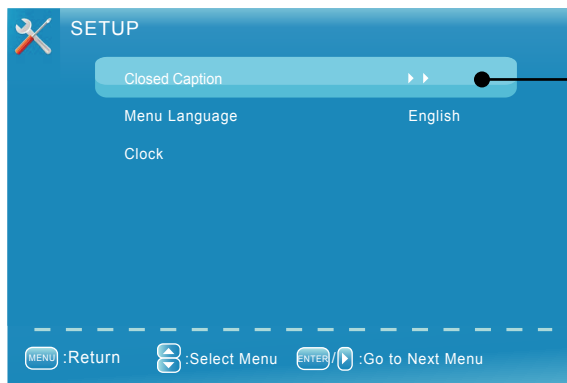 SETUP
Closed Caption
Menu Language English
Clock
MENU :Return :Select Menu ENTER / :Go to Next Menu